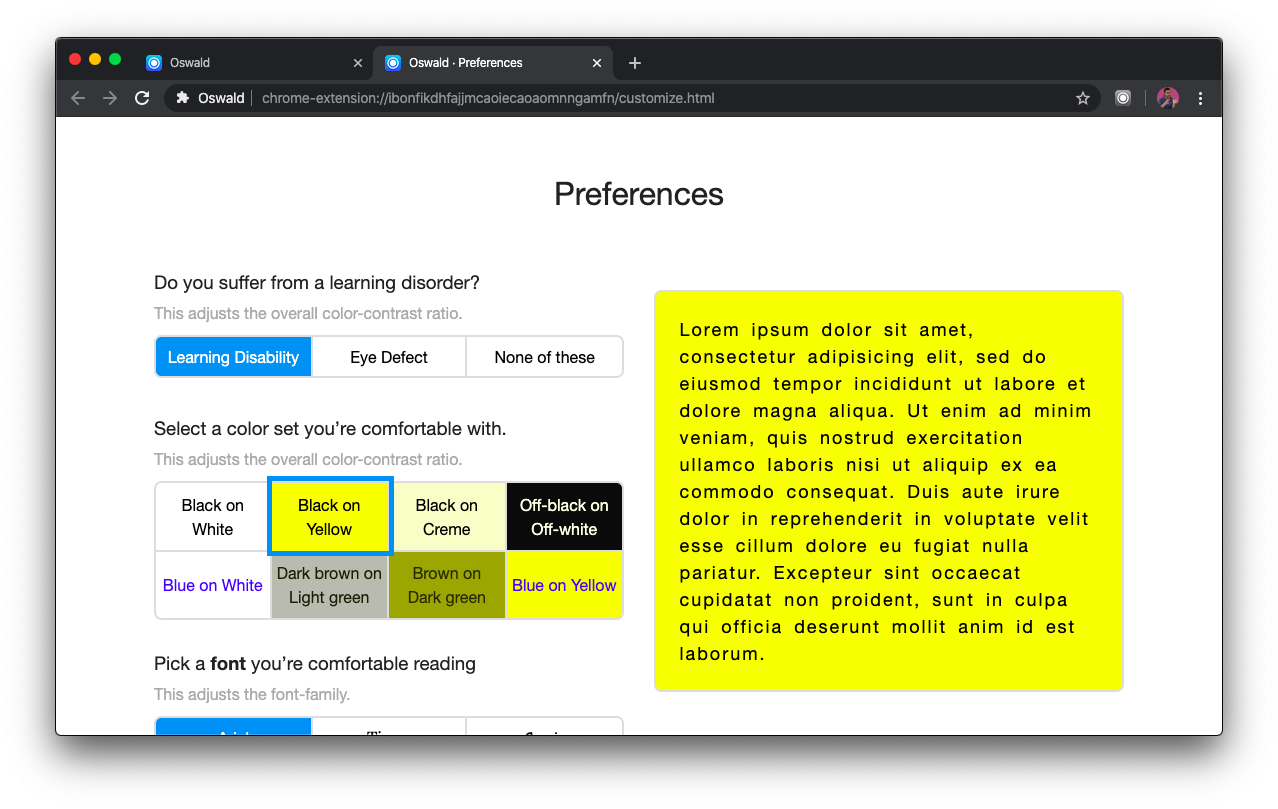 Oswald
Oswald · Preferences
Oswald
chrome-extension://ibonfikdhfajjmcaoiecaoaomnngamfn/customize.html
Preferences
Do you suffer from a learning disorder?
This adjusts the overall color-contrast ratio.
Learning Disability
Eye Defect
None of these
Select a color set you’re comfortable with.
This adjusts the overall color-contrast ratio.
Black on
White
Black on
Yellow
Black on
Creme
Off-black on
Off-white
Blue on White
Dark brown on
Light green
Brown on
Dark green
Blue on Yellow
Pick a font you’re comfortable reading
This adjusts the font-family.
Lorem ipsum dolor sit amet,
consectetur adipisicing elit, sed do
eiusmod tempor incididunt ut labore et
dolore magna aliqua. Ut enim ad minim
veniam, quis nostrud exercitation
ullamco laboris nisi ut aliquip ex ea
commodo consequat. Duis aute irure
dolor in reprehenderit in voluptate velit
esse cillum dolore eu fugiat nulla
pariatur. Excepteur sint occaecat
cupidatat non proident, sunt in culpa
qui officia deserunt mollit anim id est
laborum.